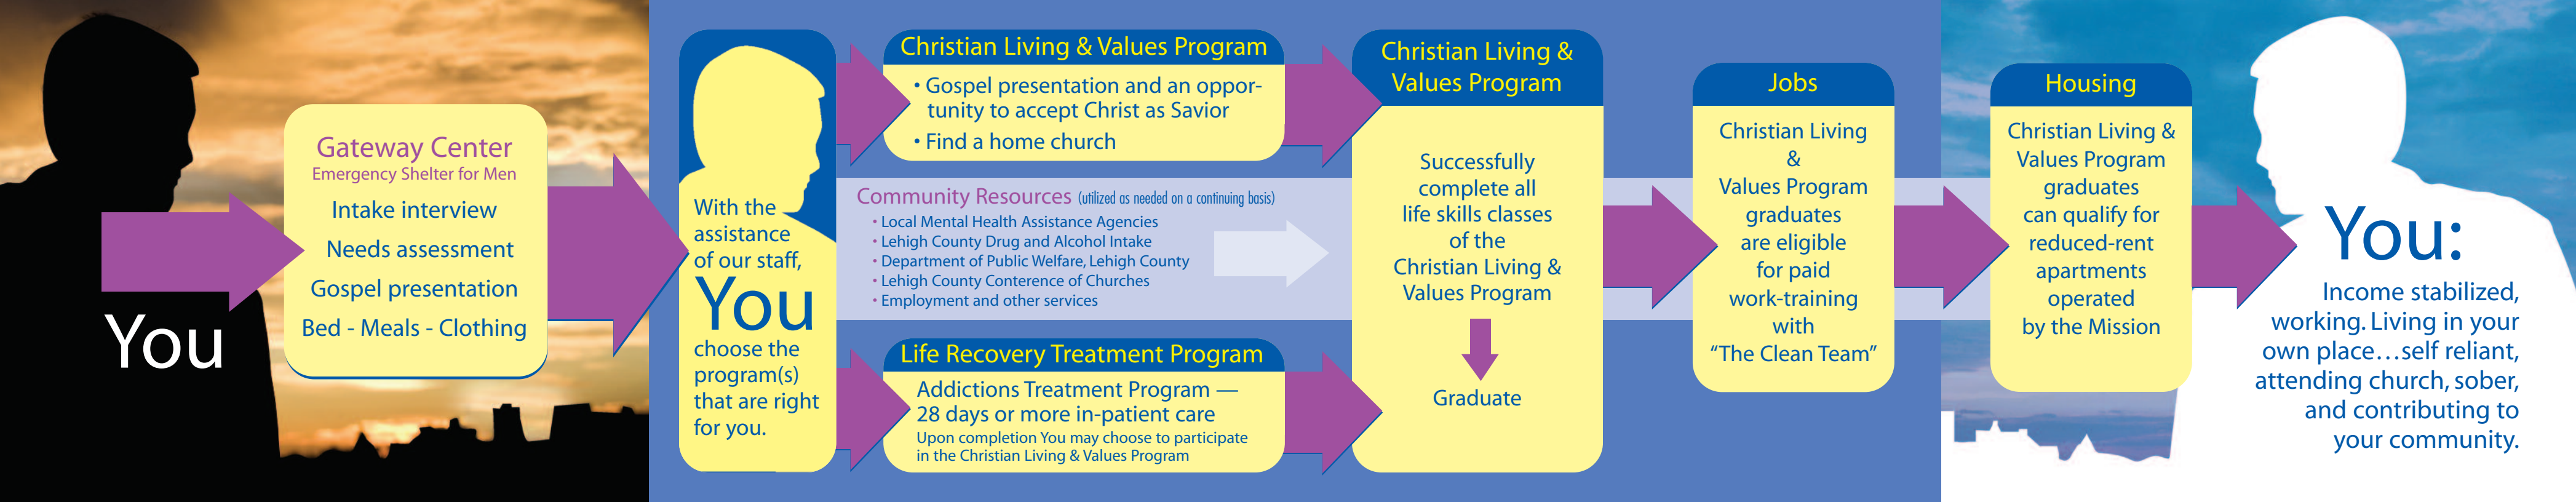 You
Gateway Center
Emergency Shelter for Men
Intake interview
Needs assessment
Gospel presentation
Bed - Meals - Clothing
With the
assistance
of our staff,
You
choose the
program(s)
that are right
for you.
Christian Living & Values Program
• Gospel presentation and an oppor-
tunity to accept Christ as Savior
• Find a home church
Community Resources (utilized as needed on a continuing basis)
• Local Mental Health Assistance Agencies
• Lehigh County Drug and Alcohol Intake
• Department of Public Welfare, Lehigh County
• Lehigh County Conterence of Churches
• Employment and other services
Life Recovery Treatment Program
Addictions Treatment Program —
28 days or more in-patient care
Upon completion You may choose to participate
in the Christian Living & Values Program
Christian Living &
Values Program
Successfully
complete all
life skills classes
of the
Christian Living &
Values Program
Graduate
Jobs
Christian Living
&
Values Program
graduates
are eligible
for paid
work-training
with
“The Clean Team”
Housing
Christian Living &
Values Program
graduates
can qualify for
reduced-rent
apartments
operated
by the Mission
You:
Income stabilized,
working. Living in your
own place…self reliant,
attending church, sober,
and contributing to
your community.